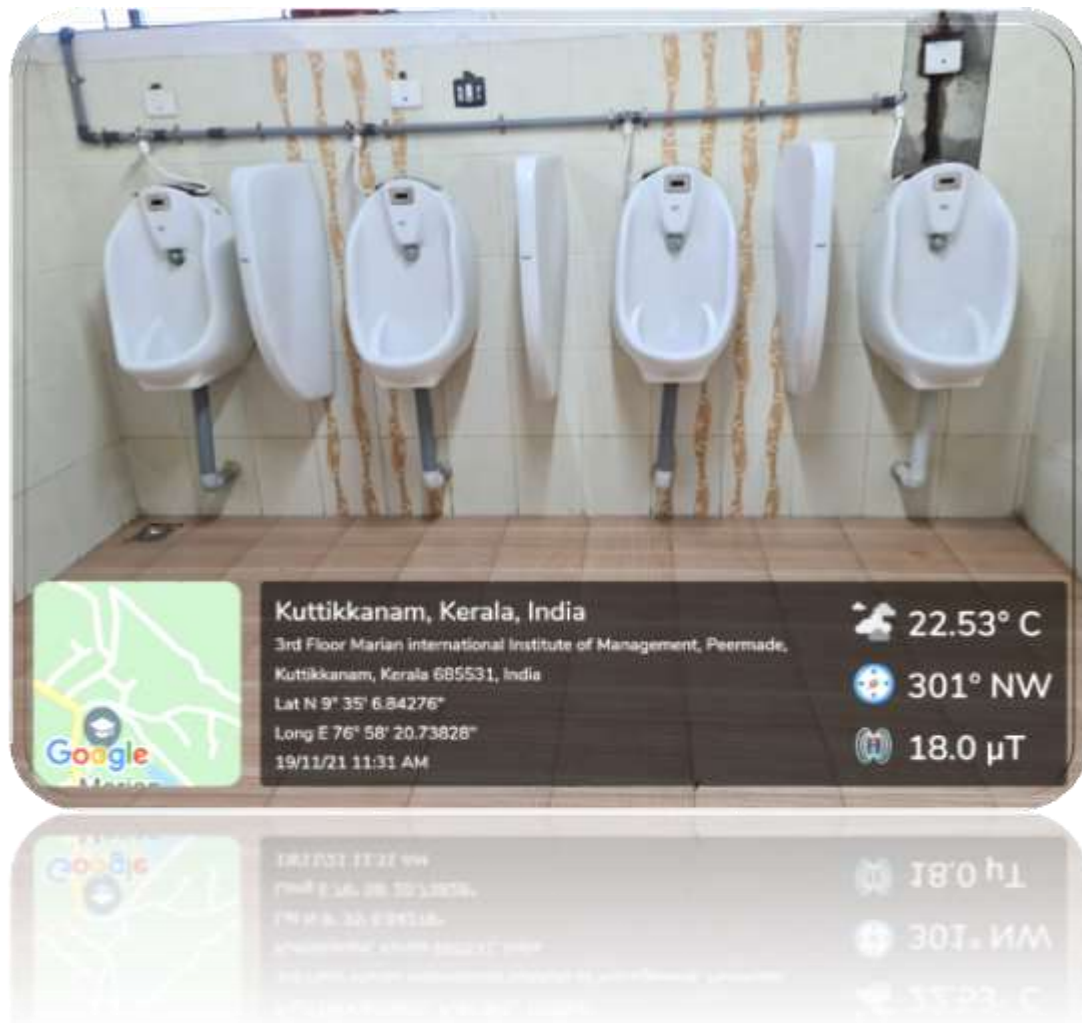 Kuttikkanam, Kerala, India
3rd Floor Marian international Institute of Management, Peermade,
Kuttikkanam, Kerala 685531, India
Lat N 9° 35' 6.84276"
Long E 76° 58' 20.73828"
19/11/21 11:31 AM
22.53° C
301° NW
18.0 µT
Google